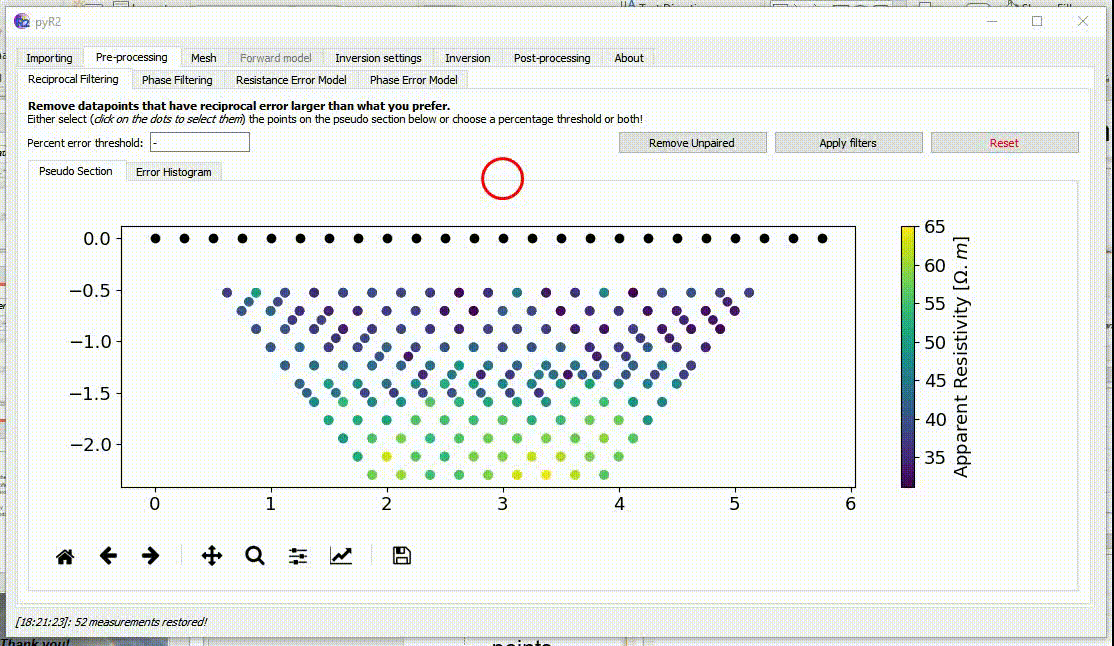 pyR2
Importing Pre-processing Mesh Forward model Inversion settings Inversion Post-processing About
Reciprocal Filtering Phase Filtering Resistance Error Model Phase Error Model
Remove datapoints that have reciprocal error larger than what you prefer.
Either select (click on the dots to select them) the points on the pseudo section below or choose a percentage threshold or both!
Percent error threshold: - Remove Unpaired Apply filters Reset
Pseudo Section Error Histogram
0.0
−0.5
−1.0
−1.5
−2.0
0 1 2 3 4 5 6
65
60
55
50
45
40
35
Apparent Resistivity [Ω. m]
[18:21:23]: 52 measurements restored!
Thank you!
points